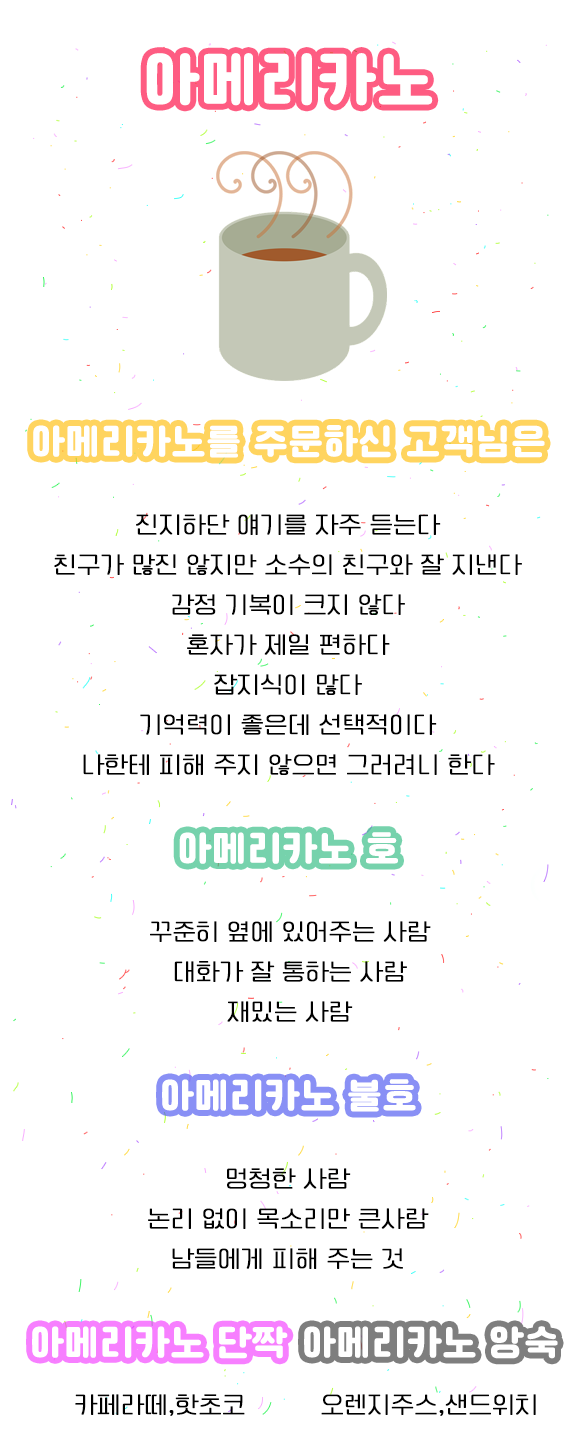 아메리카노
아메리카노를 주문하신 고객님은
진지하단 얘기를 자주 듣는다
친구가 많진 않지만 소수의 친구와 잘 지낸다
감정 기복이 크지 않다
혼자가 제일 편하다
잡지식이 많다
기억력이 좋은데 선택적이다
나한테 피해 주지 않으면 그러려니 한다
아메리카노 호
꾸준히 옆에 있어주는 사람
대화가 잘 통하는 사람
재밌는 사람
아메리카노 불호
멍청한 사람
논리 없이 목소리만 큰사람
남들에게 피해 주는 것
아메리카노 단짝
카페라떼,핫초코
아메리카노 앙숙
오렌지주스,샌드위치